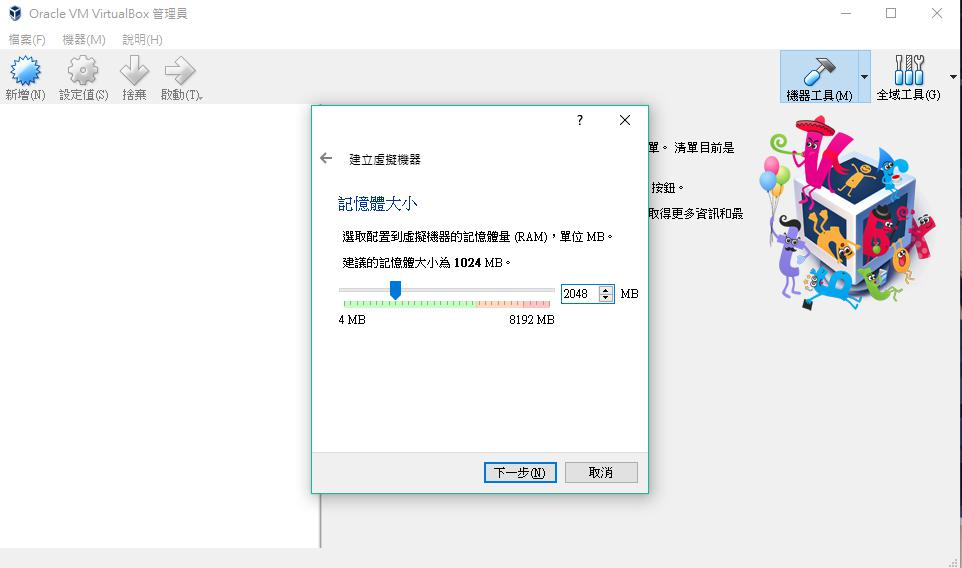 Oracle VM VirtualBox 管理員
檔案(F) 機器(M) 說明(H)
新增(N) 設定值(S) 捨棄 啟動(T)
機器工具(M) 全域工具(G)
?
建立虛擬機器
單。 清單目前是
按鈕。
取得更多資訊和最
記憶體大小
選取配置到虛擬機器的記憶體量 (RAM),單位 MB。
建議的記憶體大小為 1024 MB。
2048 MB
4 MB 8192 MB
下一步(N) 取消